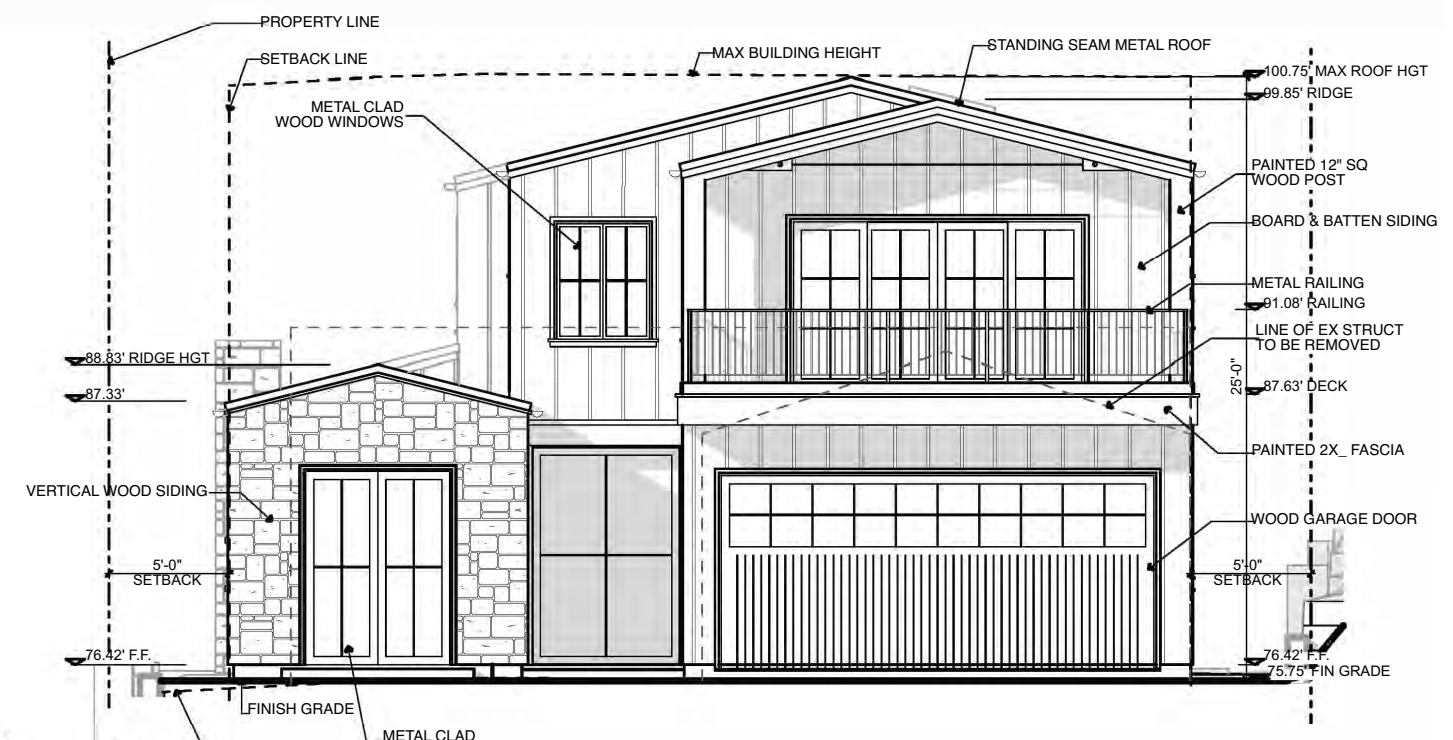 PROPERTY LINE
SETBACK LINE
MAX BUILDING HEIGHT
STANDING SEAM METAL ROOF
100.75' MAX ROOF HGT
99.85' RIDGE
METAL CLAD
WOOD WINDOWS
PAINTED 12" SQ
WOOD POST
BOARD & BATTEN SIDING
METAL RAILING
91.08' RAILING
LINE OF EX STRUCT
TO BE REMOVED
88.83' RIDGE HGT
87.33'
25'-0"
87.63' DECK
PAINTED 2X_ FASCIA
VERTICAL WOOD SIDING
WOOD GARAGE DOOR
5'-0"
SETBACK
5'-0"
SETBACK
76.42' F.F.
76.42' F.F.
75.75' FIN GRADE
FINISH GRADE
METAL CLAD